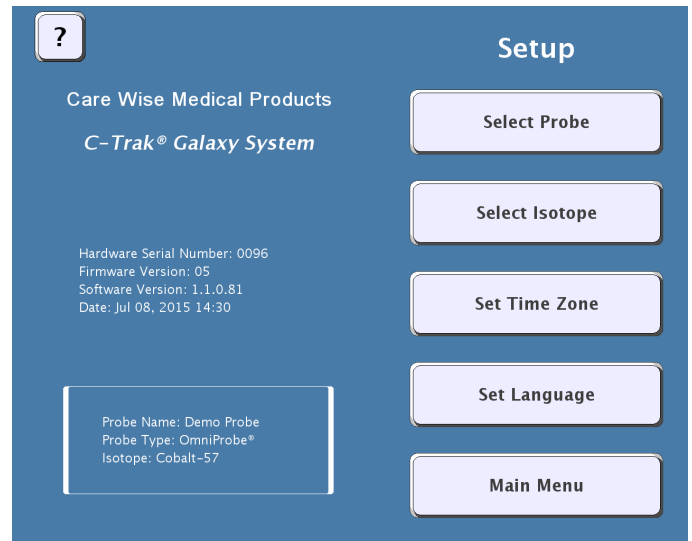 ?
Setup
Care Wise Medical Products
C-Trak® Galaxy System
Hardware Serial Number: 0096
Firmware Version: 05
Software Version: 1.1.0.81
Date: Jul 08, 2015 14:30
Probe Name: Demo Probe
Probe Type: OmniProbe®
Isotope: Cobalt-57
Select Probe
Select Isotope
Set Time Zone
Set Language
Main Menu